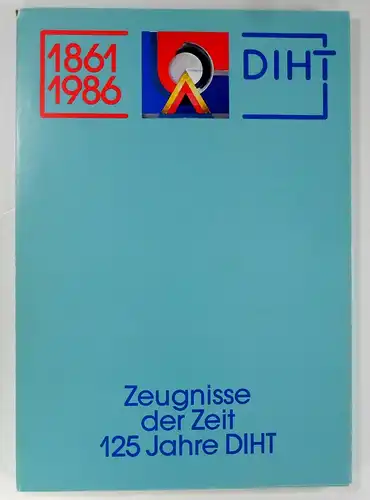 1861
1986
DIHT
Zeugnisse
der Zeit
125 Jahre DIHT